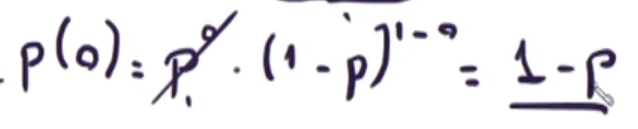 p(0) = p⁰ · (1 - p)¹⁻⁰ = 1 - p